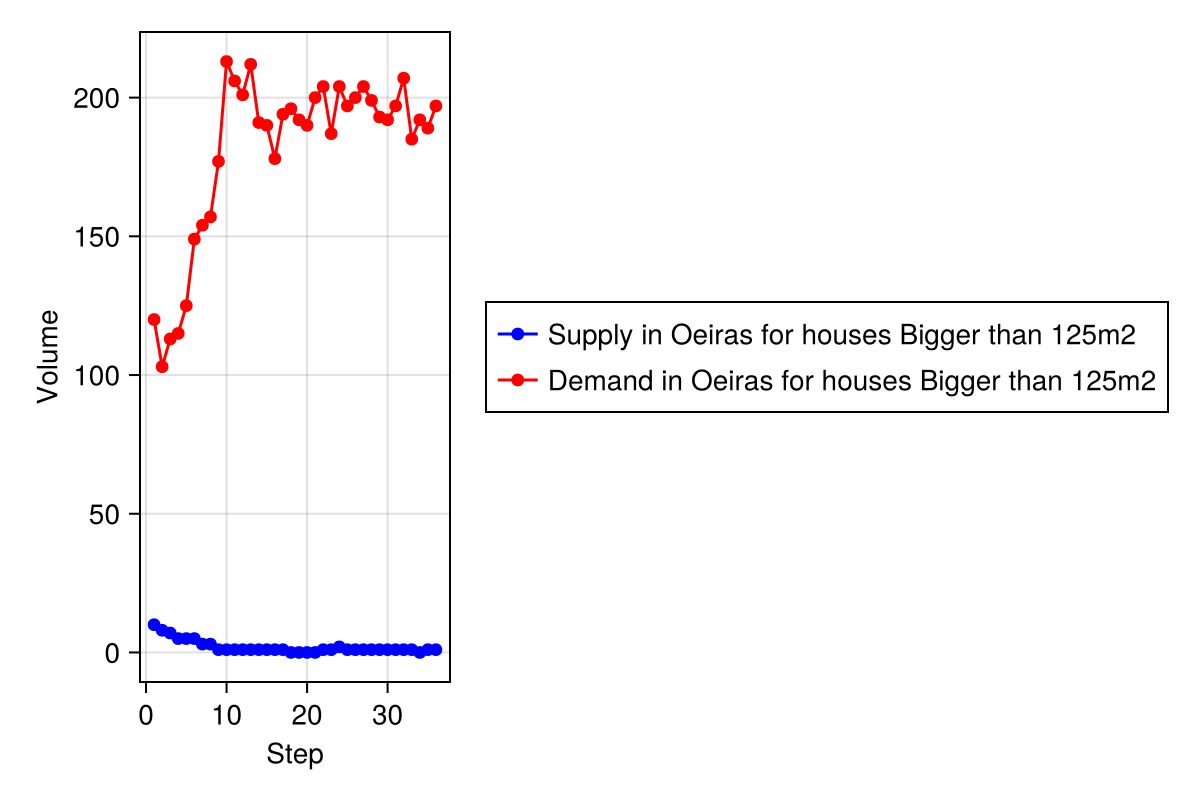 200
150
100
50
0
Volume
0 10 20 30
Step
Supply in Oeiras for houses Bigger than 125m2
Demand in Oeiras for houses Bigger than 125m2